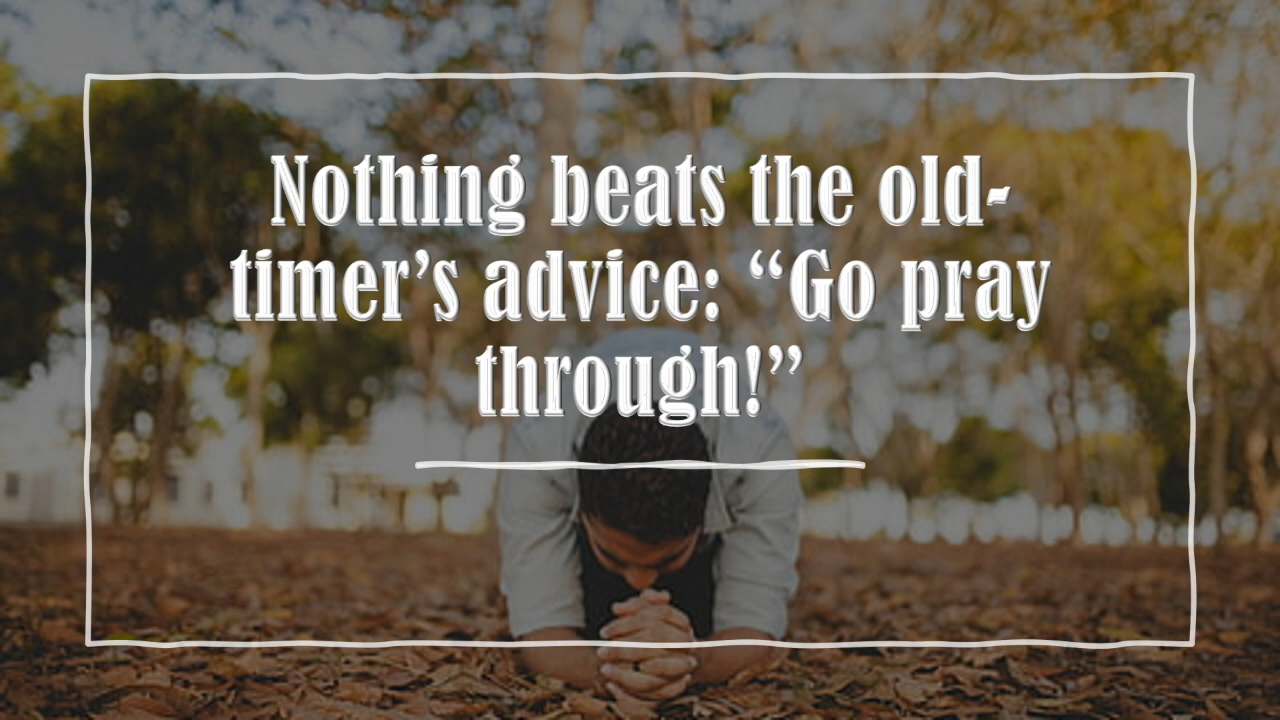 Nothing beats the old-
timer’s advice: “Go pray
through!”